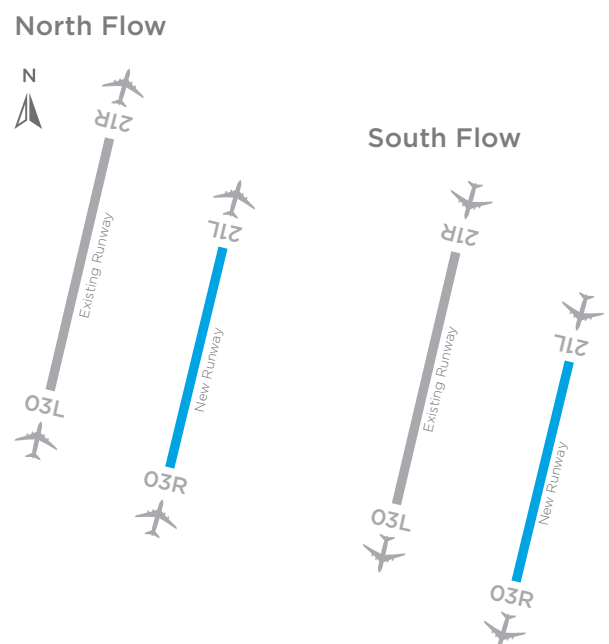 North Flow
N
21R
Existing Runway
03L
21L
New Runway
03R
South Flow
21R
Existing Runway
03L
21L
New Runway
03R